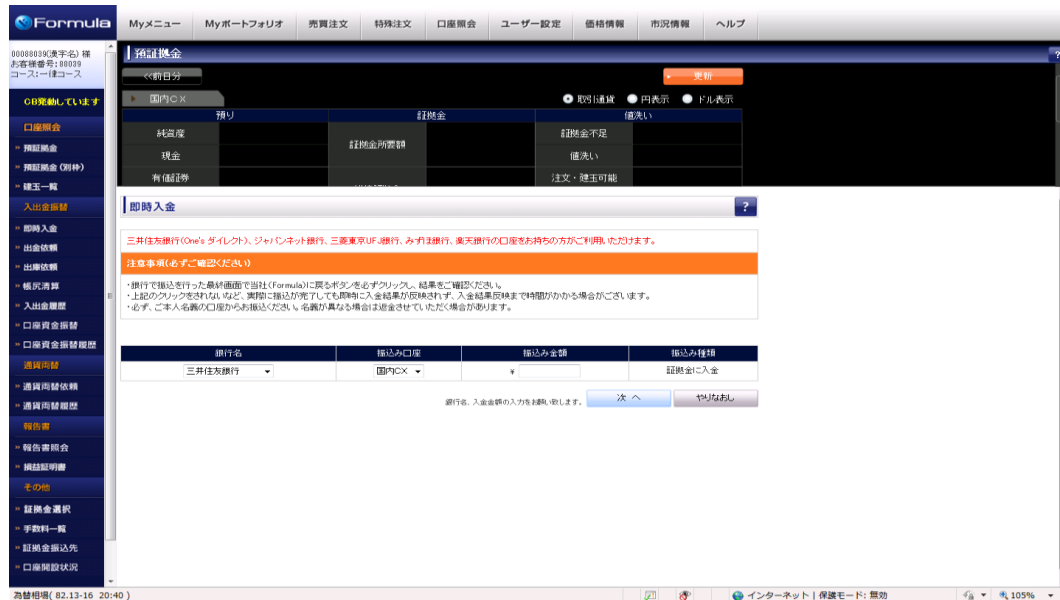 Formula
Myメニュー Myポートフォリオ 売買注文 特殊注文 口座照会 ユーザー設定 価格情報 市況情報 ヘルプ
00088039(漢字名) 様
お客様番号:88039
コース:一律コース
CB発動しています
口座照会
» 預証拠金
» 預証拠金 (別枠)
» 建玉一覧
入出金振替
» 即時入金
» 出金依頼
» 出庫依頼
» 帳尻清算
» 入出金履歴
» 口座資金振替
» 口座資金振替履歴
通貨両替
» 通貨両替依頼
» 通貨両替履歴
報告書
» 報告書照会
» 損益証明書
その他
» 証拠金選択
» 手数料一覧
» 証拠金振込先
» 口座開設状況
預証拠金
?
<<前日分
更新
国内CX
取引通貨 円表示 ドル表示
預り 証拠金 値洗い
純資産 証拠金所要額 証拠金不足
現金 値洗い
有価証券 注文・建玉可能
即時入金
?
三井住友銀行(One's ダイレクト)、ジャパンネット銀行、三菱東京UFJ銀行、みずほ銀行、楽天銀行の口座をお持ちの方がご利用いただけます。
注意事項(必ずご確認ください)
・銀行で振込を行った最終画面で当社(Formula)に戻るボタンを必ずクリックし、結果をご確認ください。
・上記のクリックをされないなど、実際に振込が完了しても即時に入金結果が反映されず、入金結果反映まで時間がかかる場合がございます。
・必ず、ご本人名義の口座からお振込ください。名義が異なる場合は返金させていただく場合があります。
銀行名 振込み口座 振込み金額 振込み種類
三井住友銀行 国内CX ¥ 証拠金に入金
銀行名、入金金額の入力をお願い致します。 次 へ やりなおし
為替相場( 82.13-16 20:40 )
インターネット | 保護モード: 無効
105%